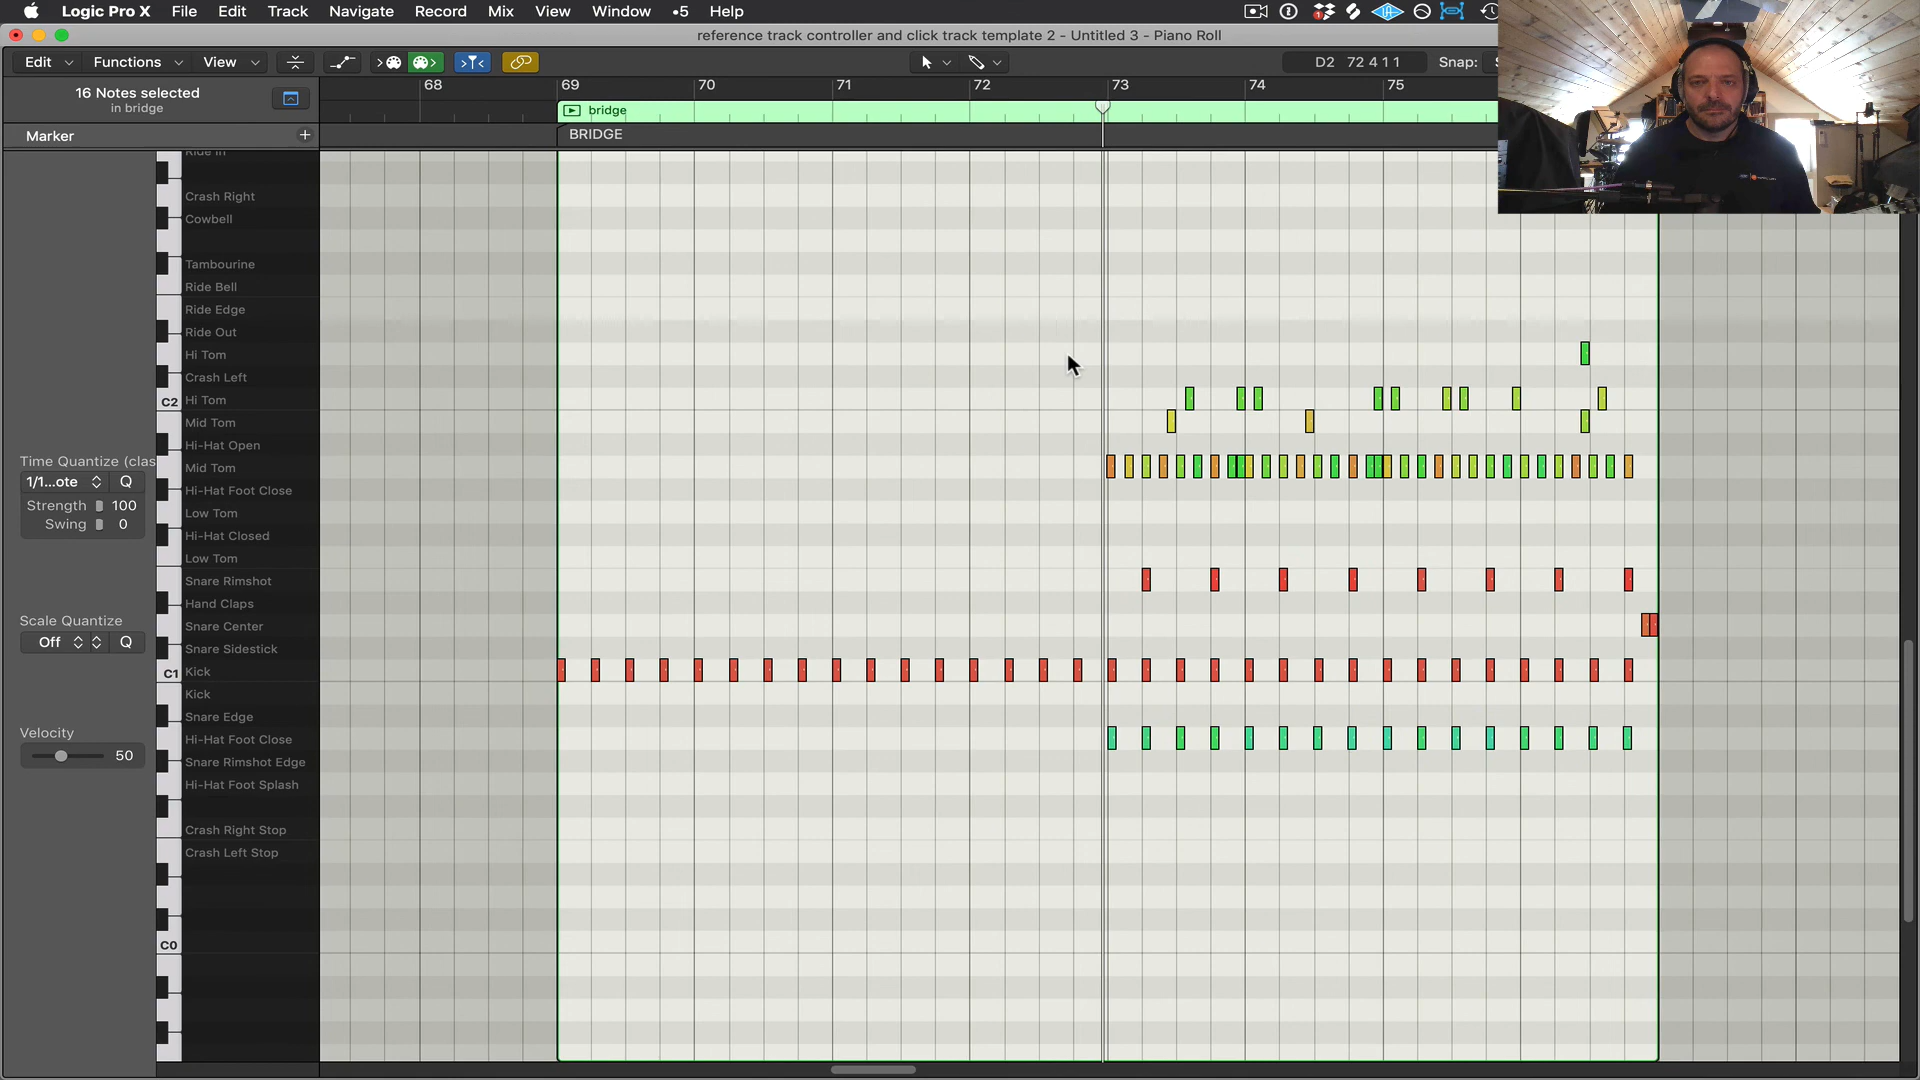 Logic Pro X File Edit Track Navigate Record Mix View Window •5 Help
reference track controller and click track template 2 - Untitled 3 - Piano Roll
Edit Functions View D2 72 4 1 1 Snap:
16 Notes selected
in bridge
68 69 70 71 72 73 74 75
bridge
Marker +
BRIDGE
Ride In
Crash Right
Cowbell
Tambourine
Ride Bell
Ride Edge
Ride Out
Hi Tom
Crash Left
C2 Hi Tom
Mid Tom
Hi-Hat Open
Time Quantize (clas
Mid Tom
1/1...ote Q
Hi-Hat Foot Close
Strength 100
Low Tom
Swing 0
Hi-Hat Closed
Low Tom
Snare Rimshot
Hand Claps
Scale Quantize
Snare Center
Off Q
Snare Sidestick
C1 Kick
Kick
Snare Edge
Velocity
Hi-Hat Foot Close
50
Snare Rimshot Edge
Hi-Hat Foot Splash
Crash Right Stop
Crash Left Stop
C0